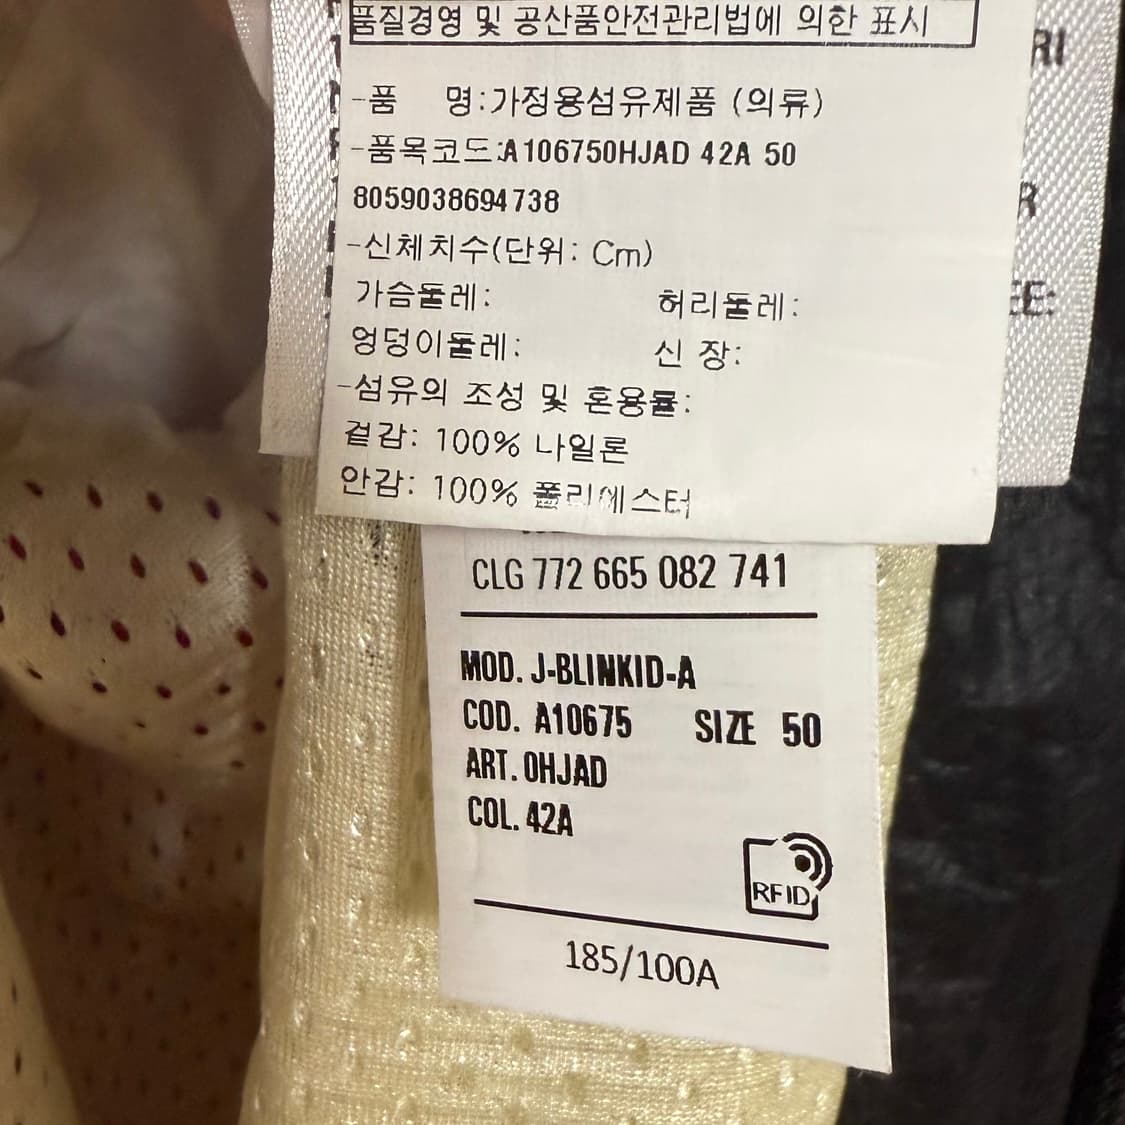 품질경영 및 공산품안전관리법에 의한 표시
-품 명:가정용섬유제품 (의류)
-품목코드:A106750HJAD 42A 50
8059038694738
-신체치수(단위: Cm)
가슴둘레: 허리둘레:
엉덩이둘레: 신 장:
-섬유의 조성 및 혼용률:
겉감: 100% 나일론
안감: 100% 폴리에스터
CLG 772 665 082 741
MOD. J-BLINKID-A
COD. A10675 SIZE 50
ART. 0HJAD
COL. 42A
RFID
185/100A